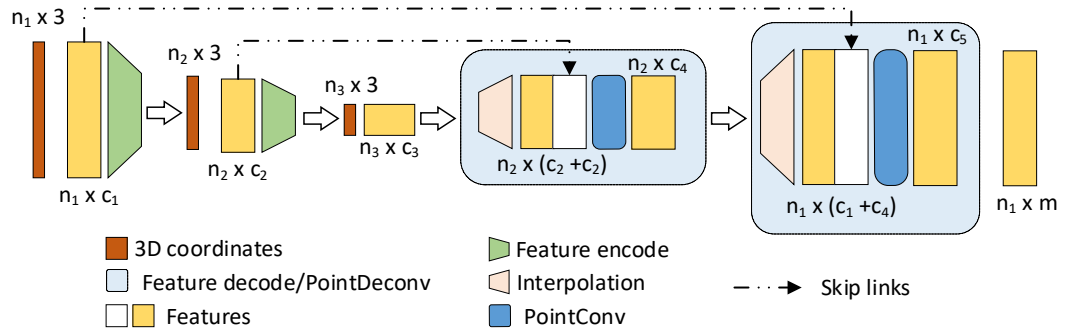 n₁ x 3
n₂ x 3
n₃ x 3
n₁ x c₁
n₂ x c₂
n₃ x c₃
n₂ x c₄
n₂ x (c₂ +c₂)
n₁ x c₅
n₁ x (c₁ +c₄)
n₁ x m
3D coordinates
Feature decode/PointDeconv
Features
Feature encode
Interpolation
PointConv
Skip links